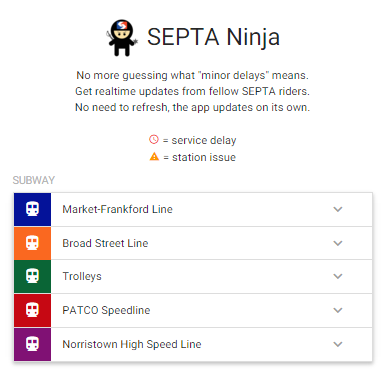 SEPTA Ninja
No more guessing what "minor delays" means.
Get realtime updates from fellow SEPTA riders.
No need to refresh, the app updates on its own.
= service delay
= station issue
SUBWAY
Market-Frankford Line
Broad Street Line
Trolleys
PATCO Speedline
Norristown High Speed Line